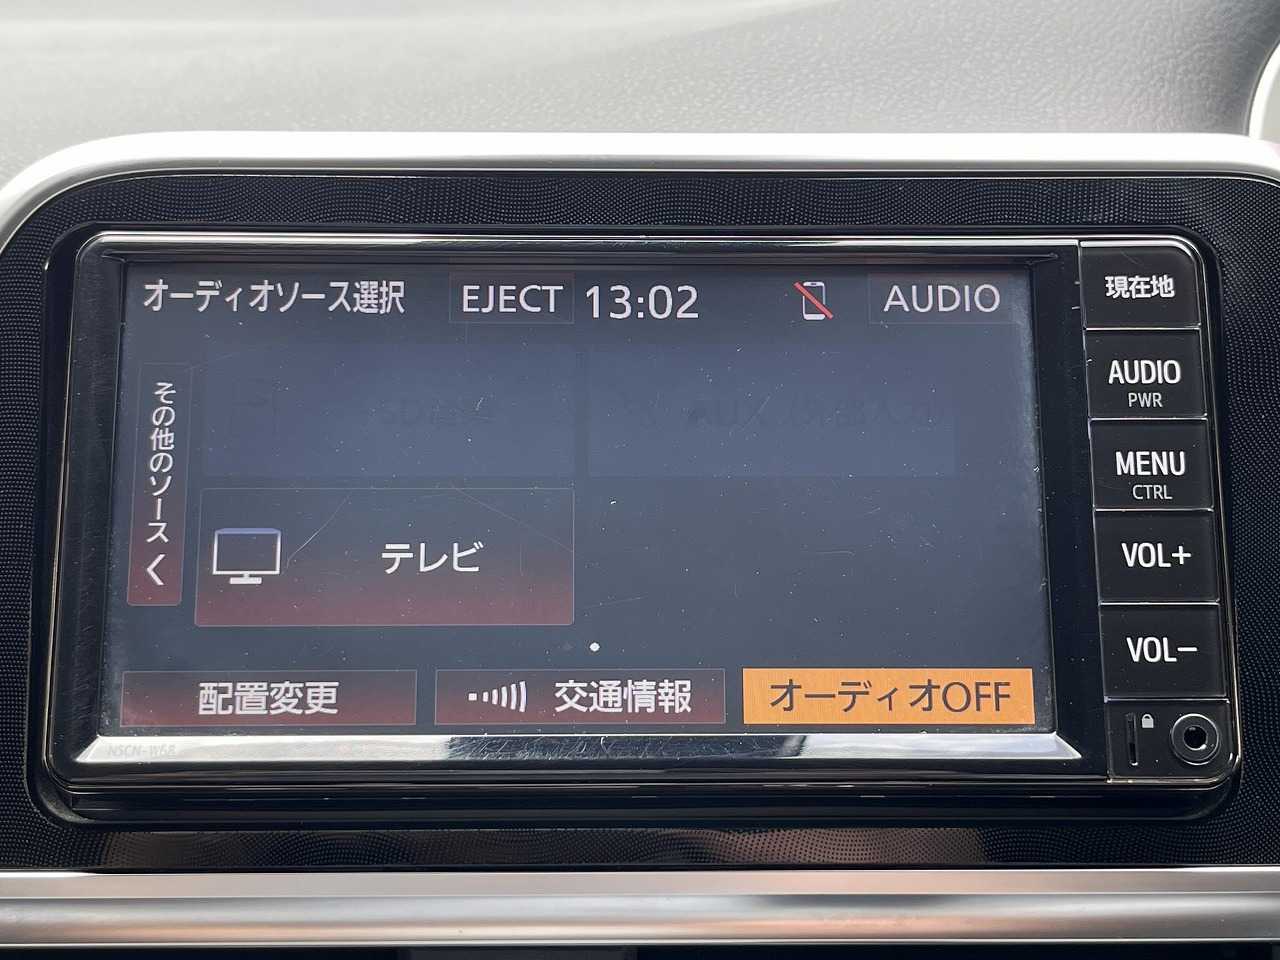 オーディオソース選択 EJECT 13:02 AUDIO
その他のソース
テレビ
配置変更 交通情報 オーディオOFF
NSCN-W68
現在地
AUDIO
PWR
MENU
CTRL
VOL+
VOL-